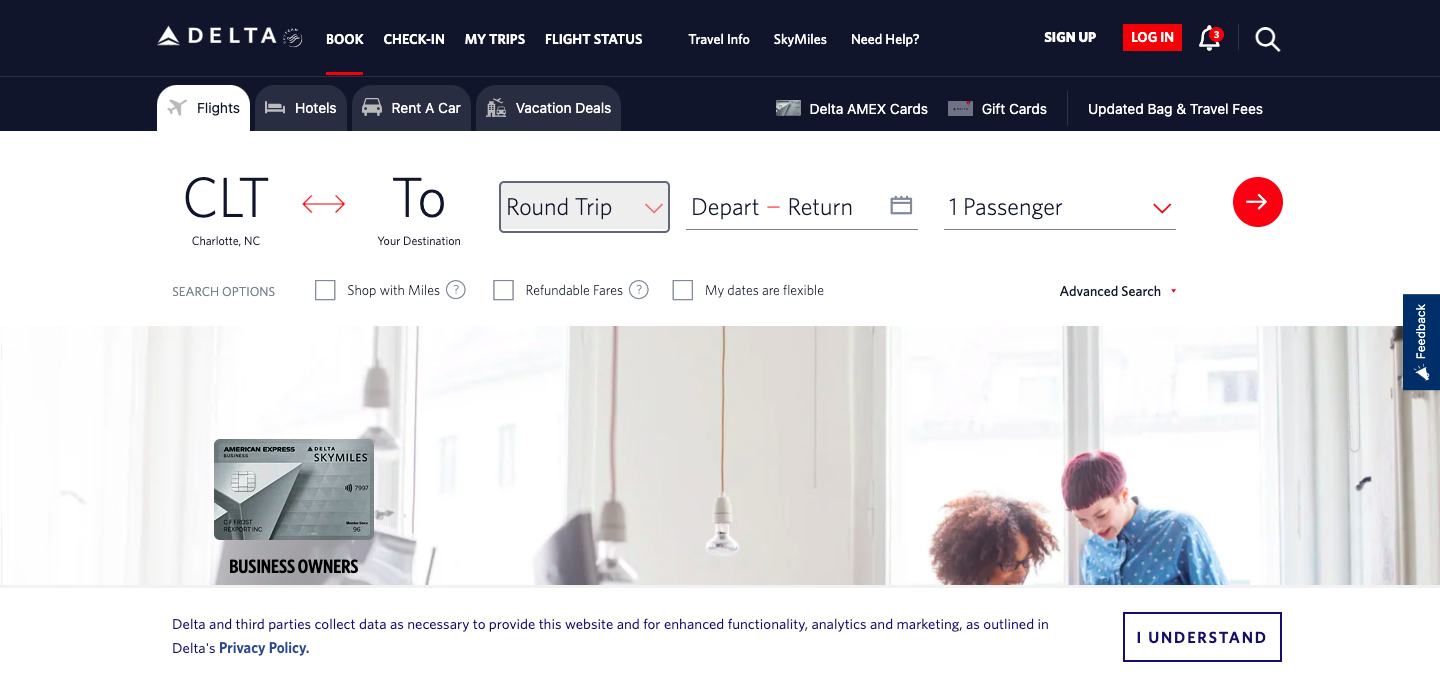 DELTA
BOOK
CHECK-IN
MY TRIPS
FLIGHT STATUS
Travel Info
SkyMiles
Need Help?
SIGN UP
LOG IN
3
Flights
Hotels
Rent A Car
Vacation Deals
Delta AMEX Cards
Gift Cards
Updated Bag & Travel Fees
CLT
Charlotte, NC
To
Your Destination
Round Trip
Depart – Return
1 Passenger
SEARCH OPTIONS
Shop with Miles ?
Refundable Fares ?
My dates are flexible
Advanced Search
Feedback
AMERICAN EXPRESS
BUSINESS
DELTA
SKYMILES
7997
C F FROST
REXPORT INC
Member Since
96
BUSINESS OWNERS
Delta and third parties collect data as necessary to provide this website and for enhanced functionality, analytics and marketing, as outlined in
Delta's Privacy Policy.
I UNDERSTAND